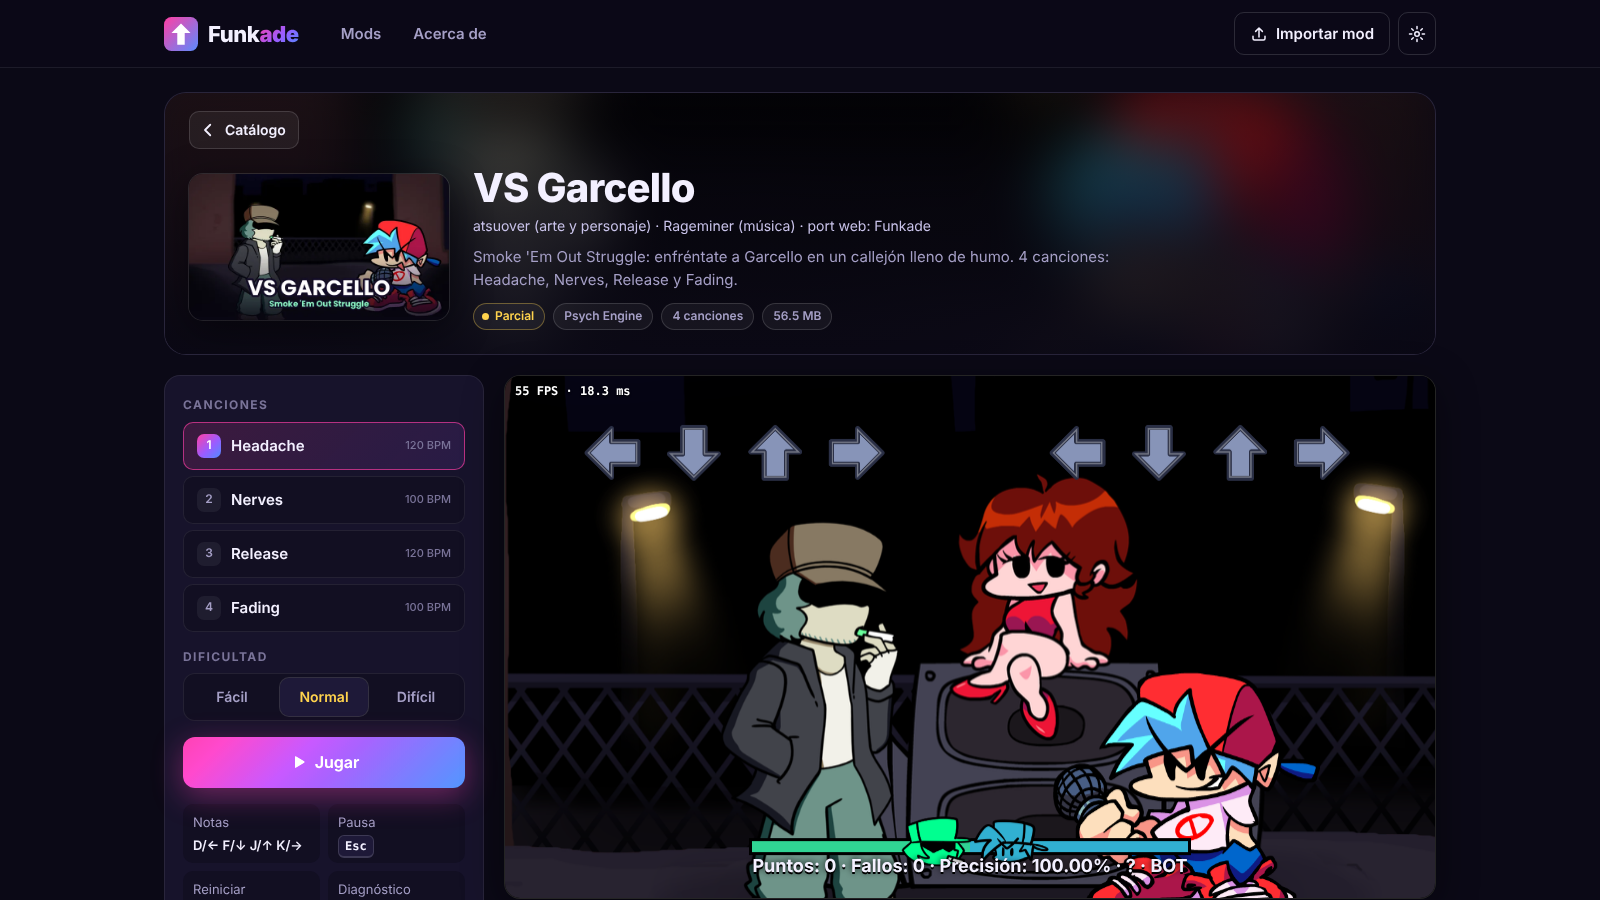 Funkade
Mods
Acerca de
Importar mod
Catálogo
VS GARCELLO
Smoke 'Em Out Struggle
VS Garcello
atsuover (arte y personaje) · Rageminer (música) · port web: Funkade
Smoke 'Em Out Struggle: enfréntate a Garcello en un callejón lleno de humo. 4 canciones:
Headache, Nerves, Release y Fading.
Parcial
Psych Engine
4 canciones
56.5 MB
CANCIONES
1 Headache 120 BPM
2 Nerves 100 BPM
3 Release 120 BPM
4 Fading 100 BPM
DIFICULTAD
Fácil
Normal
Difícil
Jugar
Notas
D/← F/↓ J/↑ K/→
Pausa
Esc
Reiniciar
Diagnóstico
55 FPS · 18.3 ms
Puntos: 0 · Fallos: 0 · Precisión: 100.00% · ? · BOT